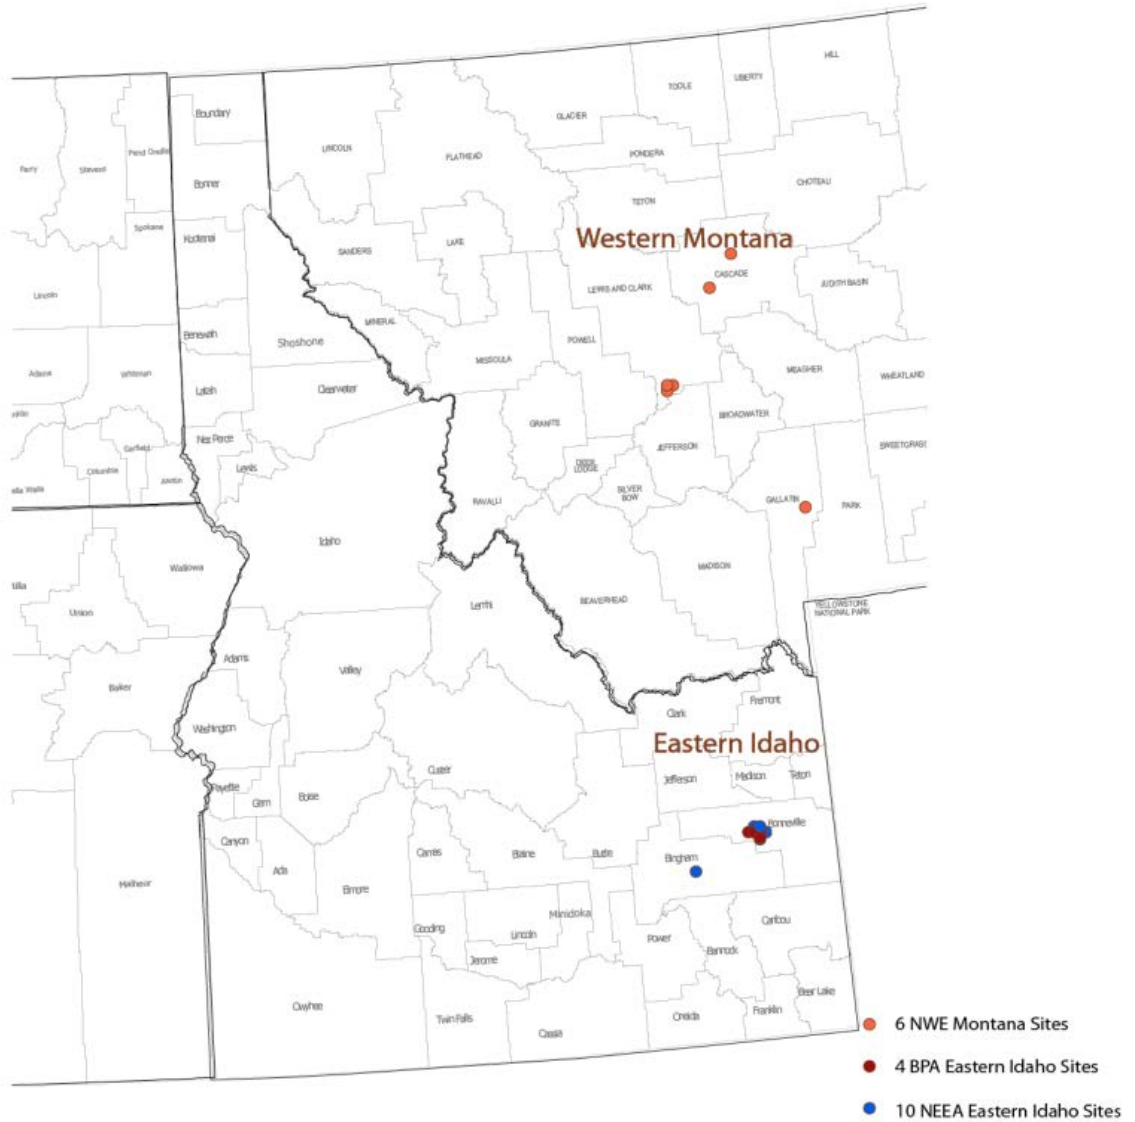 HILL
LIBERTY
TOOLE
GLACIER
Boundary
LINCOLN
FLATHEAD
PONDERA
Pend Oreille
Stevens
Ferry
Bonner
CHOTEAU
TETON
Spokane
Kootenai
Western Montana
LAKE
SANDERS
CASCADE
JUDITH BASIN
LEWIS AND CLARK
Lincoln
MINERAL
Benewah
Shoshone
POWELL
MISSOULA
MEAGHER
WHEATLAND
Adams
Whitman
Latah
Clearwater
BROADWATER
GRANITE
Nez Perce
JEFFERSON
SWEETGRASS
Garfield
Columbia
Asotin
Lewis
DEER
LODGE
ella Walla
SILVER
BOW
RAVALLI
GALLATIN
PARK
Idaho
Wallowa
MADISON
tilla
Union
Lemhi
BEAVERHEAD
YELLOWSTONE
NATIONAL PARK
Adams
Valley
Baker
Fremont
Clark
Washington
Eastern Idaho
Custer
Jefferson
Madison
Teton
Payette
Gem
Boise
Bonneville
Canyon
Camas
Blaine
Butte
Bingham
Ada
Malheur
Elmore
Minidoka
Gooding
Lincoln
Caribou
Power
Bannock
Jerome
Bear Lake
Owyhee
Twin Falls
Cassia
Oneida
Franklin
6 NWE Montana Sites
4 BPA Eastern Idaho Sites
10 NEEA Eastern Idaho Sites